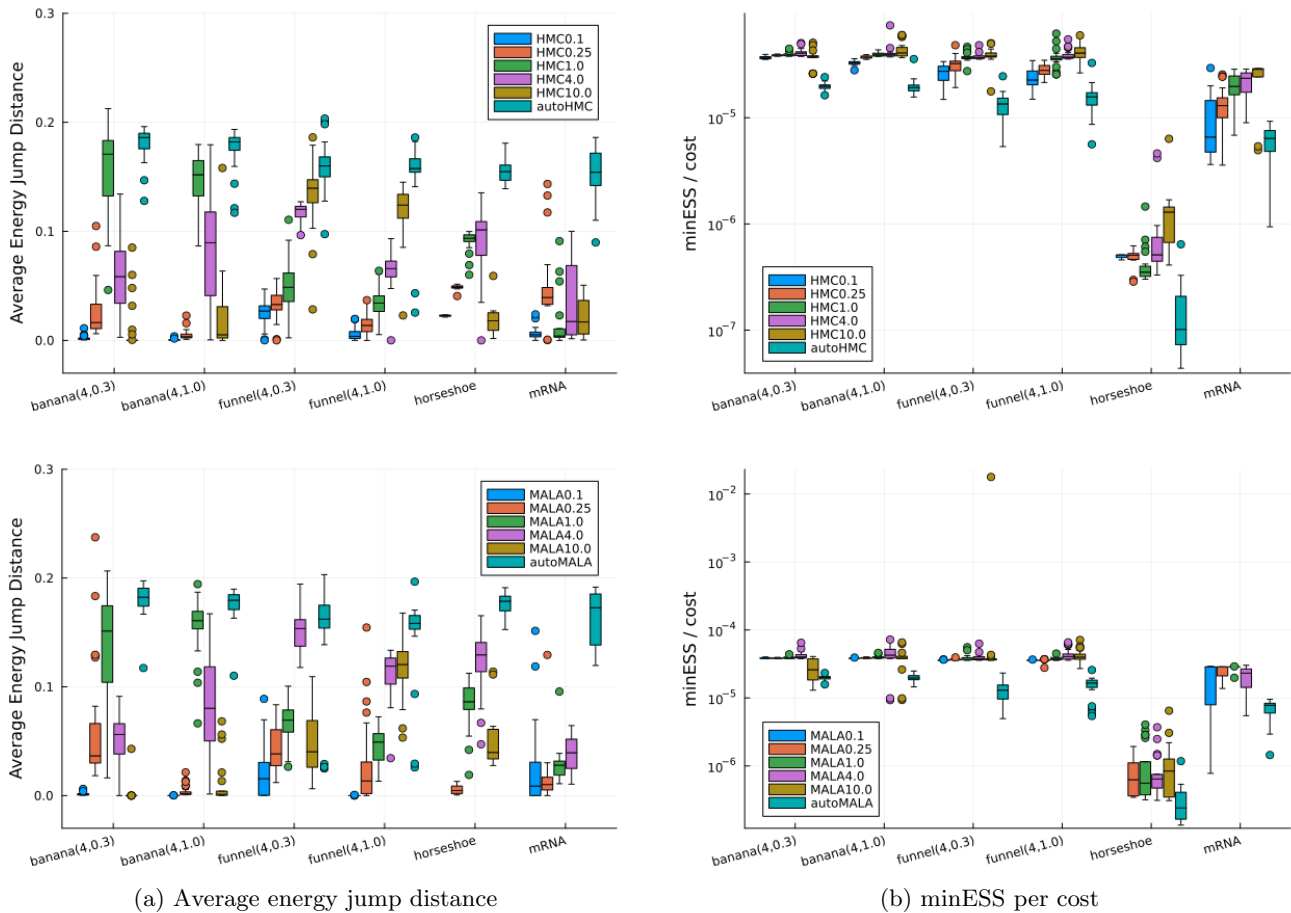 0.3
0.2
0.1
0.0
Average Energy Jump Distance
HMC0.1
HMC0.25
HMC1.0
HMC4.0
HMC10.0
autoHMC
banana(4,0.3)
banana(4,1.0)
funnel(4,0.3)
funnel(4,1.0)
horseshoe
mRNA
10⁻⁵
10⁻⁶
10⁻⁷
minESS / cost
HMC0.1
HMC0.25
HMC1.0
HMC4.0
HMC10.0
autoHMC
banana(4,0.3)
banana(4,1.0)
funnel(4,0.3)
funnel(4,1.0)
horseshoe
mRNA
0.3
0.2
0.1
0.0
Average Energy Jump Distance
MALA0.1
MALA0.25
MALA1.0
MALA4.0
MALA10.0
autoMALA
banana(4,0.3)
banana(4,1.0)
funnel(4,0.3)
funnel(4,1.0)
horseshoe
mRNA
10⁻²
10⁻³
10⁻⁴
10⁻⁵
10⁻⁶
minESS / cost
MALA0.1
MALA0.25
MALA1.0
MALA4.0
MALA10.0
autoMALA
banana(4,0.3)
banana(4,1.0)
funnel(4,0.3)
funnel(4,1.0)
horseshoe
mRNA
(a) Average energy jump distance
(b) minESS per cost